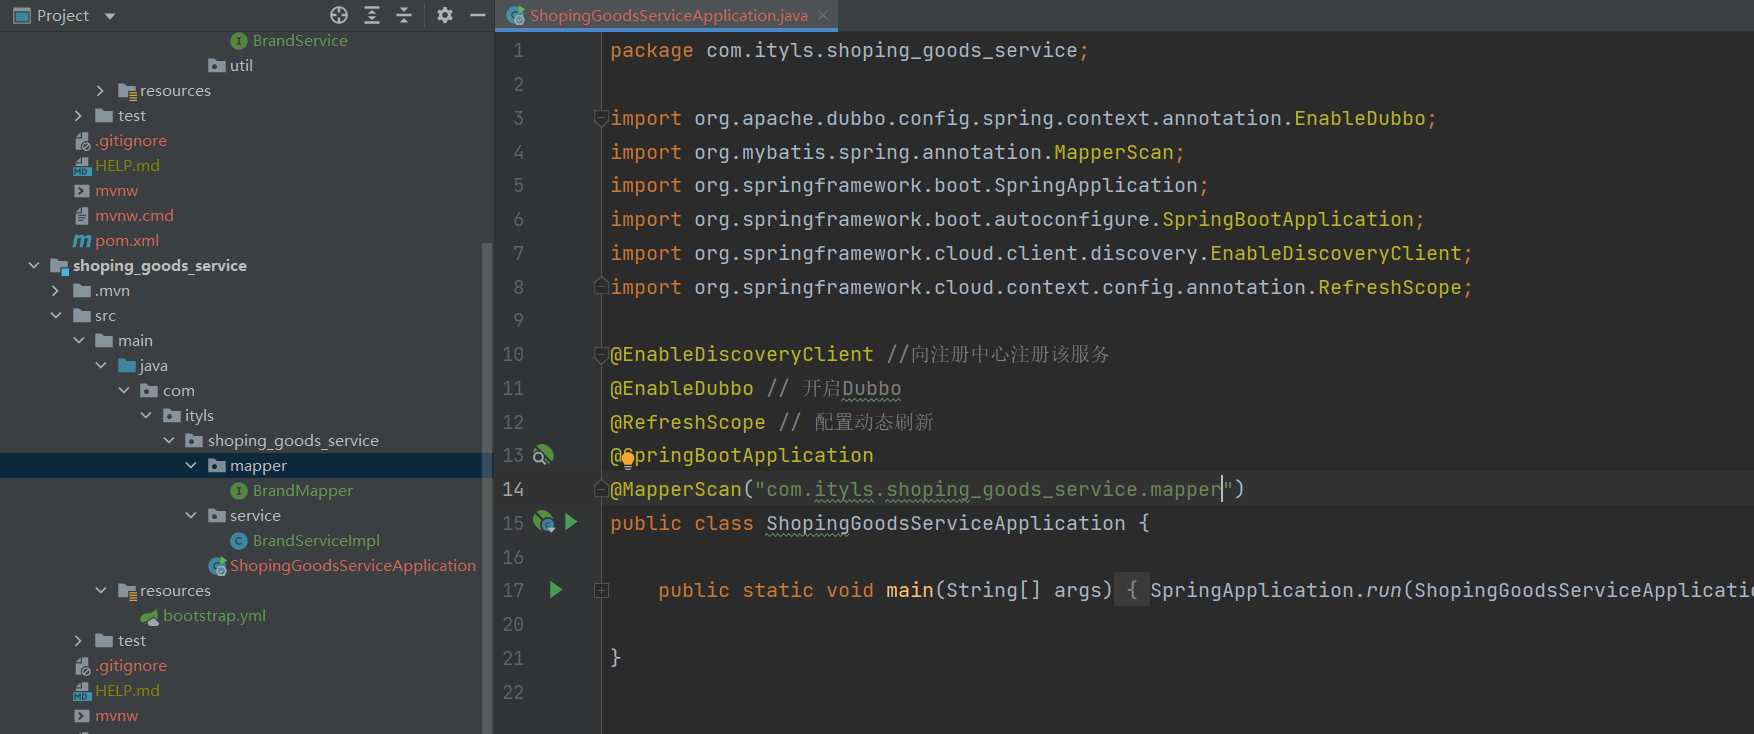 Project
BrandService
util
resources
test
.gitignore
HELP.md
mvnw
mvnw.cmd
pom.xml
shoping_goods_service
.mvn
src
main
java
com
ityls
shoping_goods_service
mapper
BrandMapper
service
BrandServiceImpl
ShopingGoodsServiceApplication
resources
bootstrap.yml
test
.gitignore
HELP.md
mvnw
ShopingGoodsServiceApplication.java
1 package com.ityls.shoping_goods_service;
2
3 import org.apache.dubbo.config.spring.context.annotation.EnableDubbo;
4 import org.mybatis.spring.annotation.MapperScan;
5 import org.springframework.boot.SpringApplication;
6 import org.springframework.boot.autoconfigure.SpringBootApplication;
7 import org.springframework.cloud.client.discovery.EnableDiscoveryClient;
8 import org.springframework.cloud.context.config.annotation.RefreshScope;
9
10 @EnableDiscoveryClient //向注册中心注册该服务
11 @EnableDubbo // 开启Dubbo
12 @RefreshScope // 配置动态刷新
13 @SpringBootApplication
14 @MapperScan("com.ityls.shoping_goods_service.mapper")
15 public class ShopingGoodsServiceApplication {
16
17 public static void main(String[] args) { SpringApplication.run(ShopingGoodsServiceApplicatio
20
21 }
22